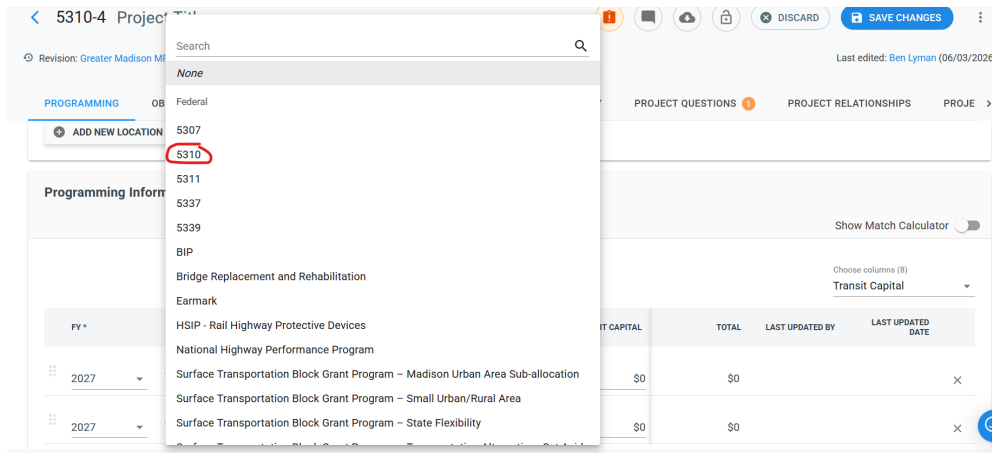 5310-4 Project Title
DISCARD
SAVE CHANGES
Revision: Greater Madison
Last edited: Ben Lyman (06/03/2026
Search
None
PROGRAMMING
PROJECT QUESTIONS 1
PROJECT RELATIONSHIPS
PROJE
ADD NEW LOCATION
Federal
5307
5310
5311
5337
5339
BIP
Bridge Replacement and Rehabilitation
Earmark
HSIP - Rail Highway Protective Devices
National Highway Performance Program
Surface Transportation Block Grant Program – Madison Urban Area Sub-allocation
Surface Transportation Block Grant Program – Small Urban/Rural Area
Surface Transportation Block Grant Program – State Flexibility
Programming Inform
Show Match Calculator
Choose columns (8)
Transit Capital
FY *
CAPITAL
TOTAL
LAST UPDATED BY
LAST UPDATED DATE
2027
$0
$0
2027
$0
$0